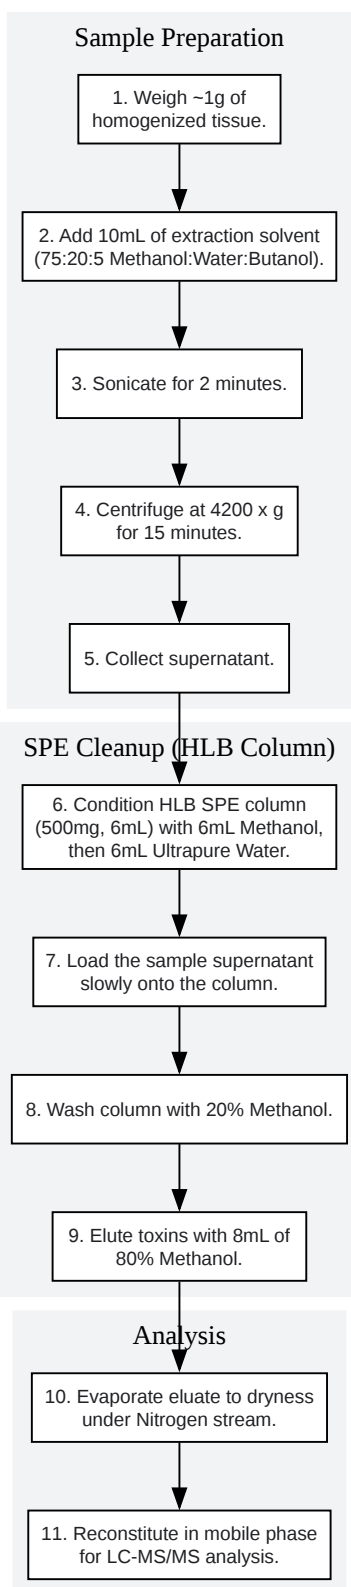 Sample Preparation
1. Weigh ~1g of
homogenized tissue.
2. Add 10mL of extraction solvent
(75:20:5 Methanol:Water:Butanol).
3. Sonicate for 2 minutes.
4. Centrifuge at 4200 x g
for 15 minutes.
5. Collect supernatant.
SPE Cleanup (HLB Column)
6. Condition HLB SPE column
(500mg, 6mL) with 6mL Methanol,
then 6mL Ultrapure Water.
7. Load the sample supernatant
slowly onto the column.
8. Wash column with 20% Methanol.
9. Elute toxins with 8mL of
80% Methanol.
Analysis
10. Evaporate eluate to dryness
under Nitrogen stream.
11. Reconstitute in mobile phase
for LC-MS/MS analysis.